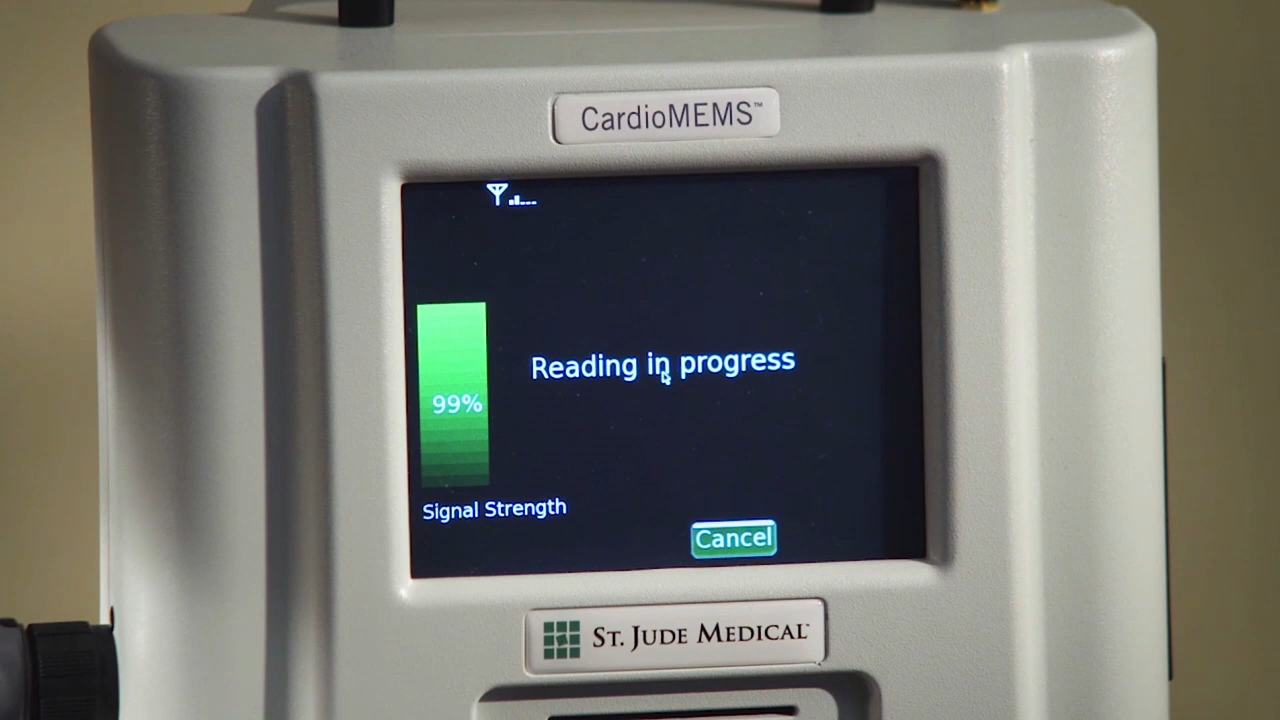 CardioMEMS™
99%
Reading in progress
Signal Strength
Cancel
ST. JUDE MEDICAL™